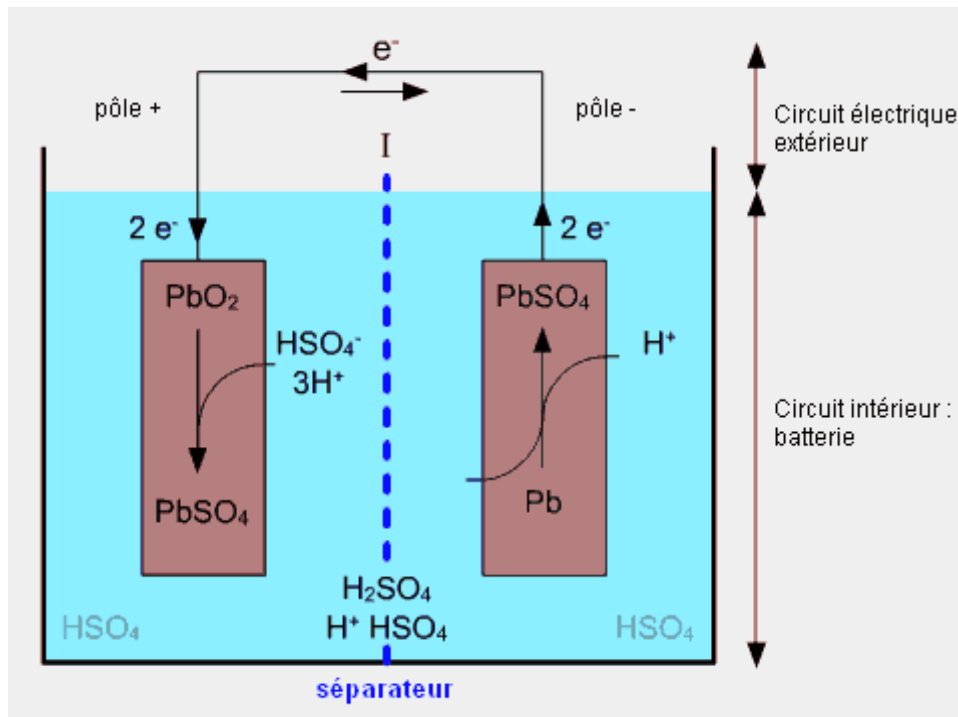 e⁻
pôle +
pôle -
Circuit électrique
extérieur
I
2 e⁻
2 e⁻
PbO₂
PbSO₄
HSO₄⁻
3H⁺
H⁺
Circuit intérieur :
batterie
PbSO₄
Pb
H₂SO₄
HSO₄
H⁺ HSO₄
HSO₄
séparateur